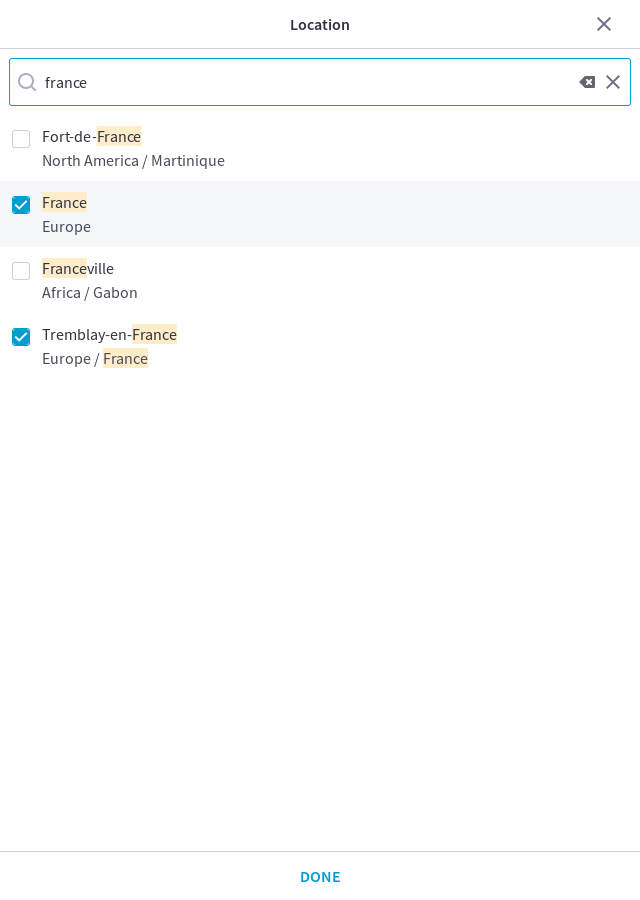 Location
france
Fort-de-France
North America / Martinique
France
Europe
Franceville
Africa / Gabon
Tremblay-en-France
Europe / France
DONE